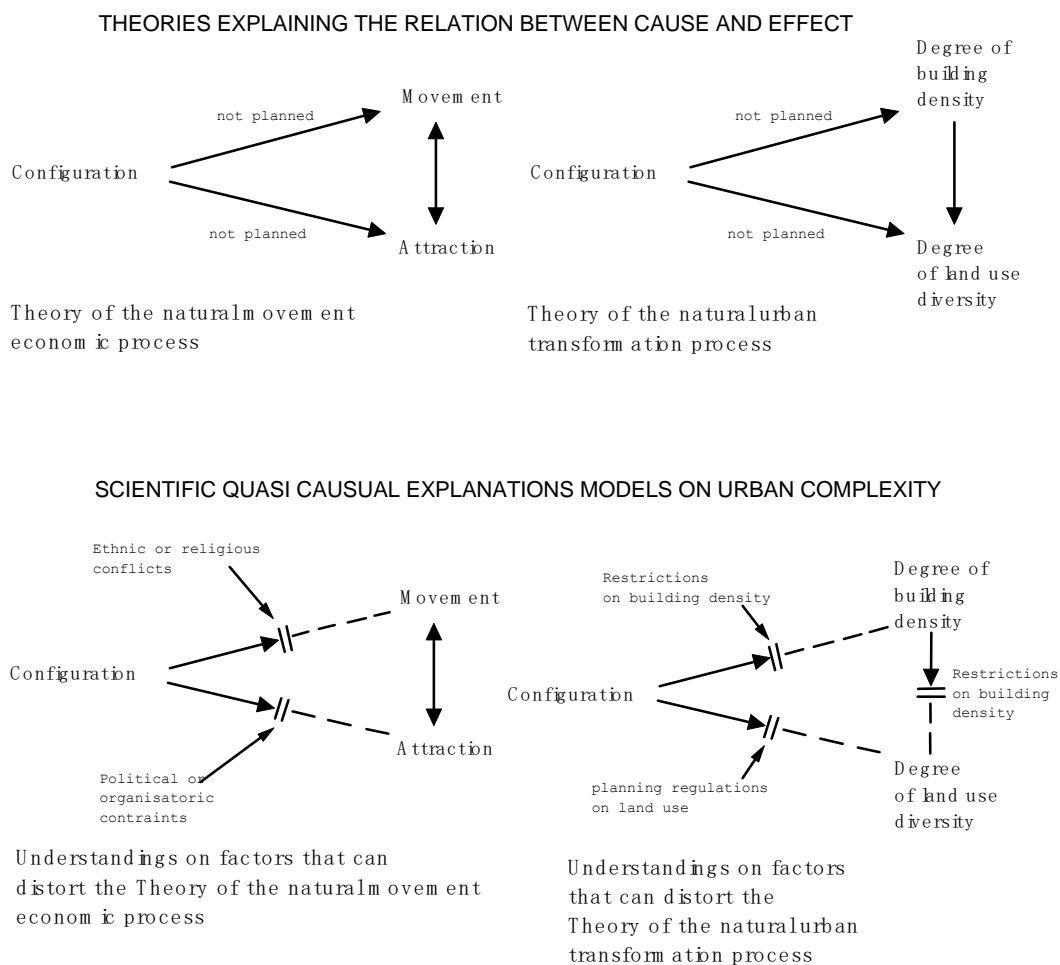 THEORIES EXPLAINING THE RELATION BETWEEN CAUSE AND EFFECT
Movement
not planned
Configuration
not planned
Attraction
Theory of the natural movement
economic process
Degree of
building
density
not planned
Configuration
not planned
Degree
of land use
diversity
Theory of the natural urban
transformation process
SCIENTIFIC QUASI CAUSUAL EXPLANATIONS MODELS ON URBAN COMPLEXITY
Ethnic or religious
conflicts
Movement
Configuration
Attraction
Political or
organisatoric
contraints
Understandings on factors that can
distort the Theory of the natural movement
economic process
Restrictions
on building density
Degree of
building
density
Configuration
Restrictions
on building
density
planning regulations
on land use
Degree
of land use
diversity
Understandings on factors
that can distort the
Theory of the natural urban
transformation process